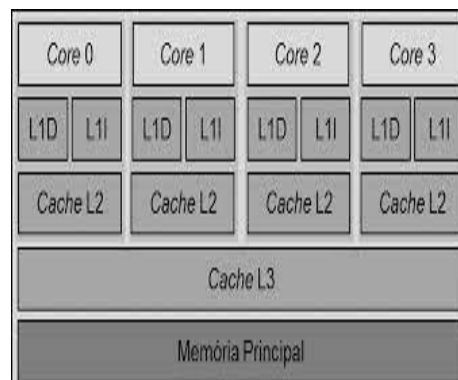 Core 0 Core 1 Core 2 Core 3
L1D L1I L1D L1I L1D L1I L1D L1I
Cache L2 Cache L2 Cache L2 Cache L2
Cache L3
Memória Principal